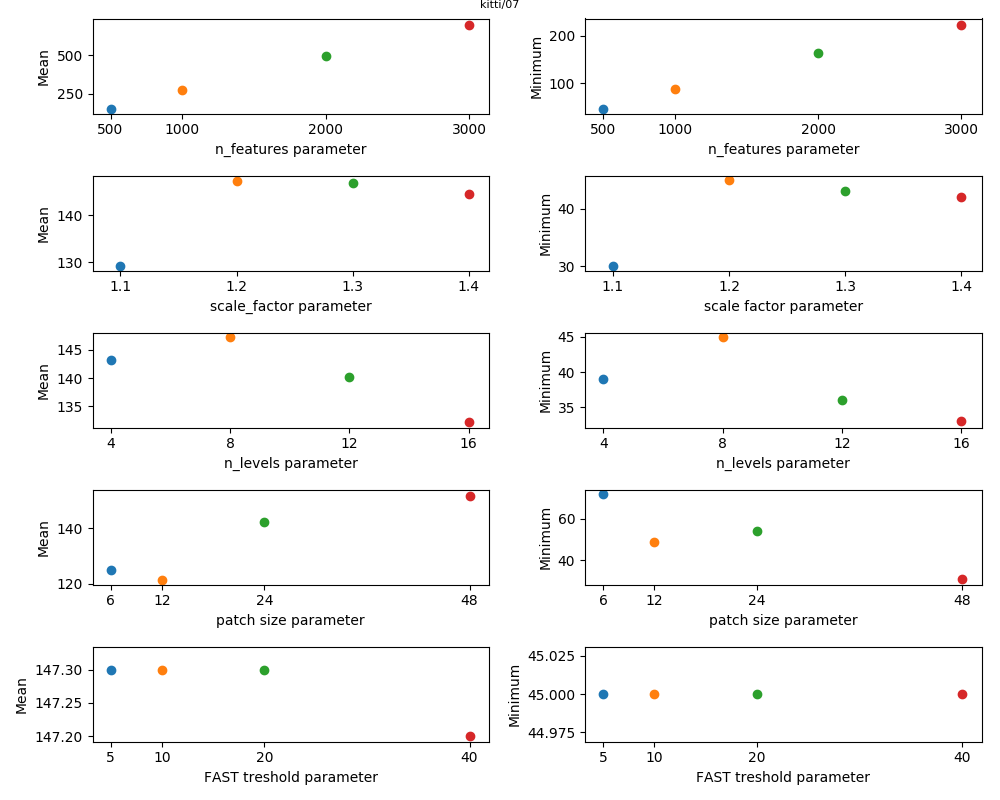 kitti/07
Mean
500
250
500 1000 2000 3000
n_features parameter
Minimum
200
100
500 1000 2000 3000
n_features parameter
Mean
140
130
1.1 1.2 1.3 1.4
scale_factor parameter
Minimum
40
30
1.1 1.2 1.3 1.4
scale factor parameter
Mean
145
140
135
4 8 12 16
n_levels parameter
Minimum
45
40
35
4 8 12 16
n_levels parameter
Mean
140
120
6 12 24 48
patch size parameter
Minimum
60
40
6 12 24 48
patch size parameter
Mean
147.30
147.25
147.20
5 10 20 40
FAST treshold parameter
Minimum
45.025
45.000
44.975
5 10 20 40
FAST treshold parameter